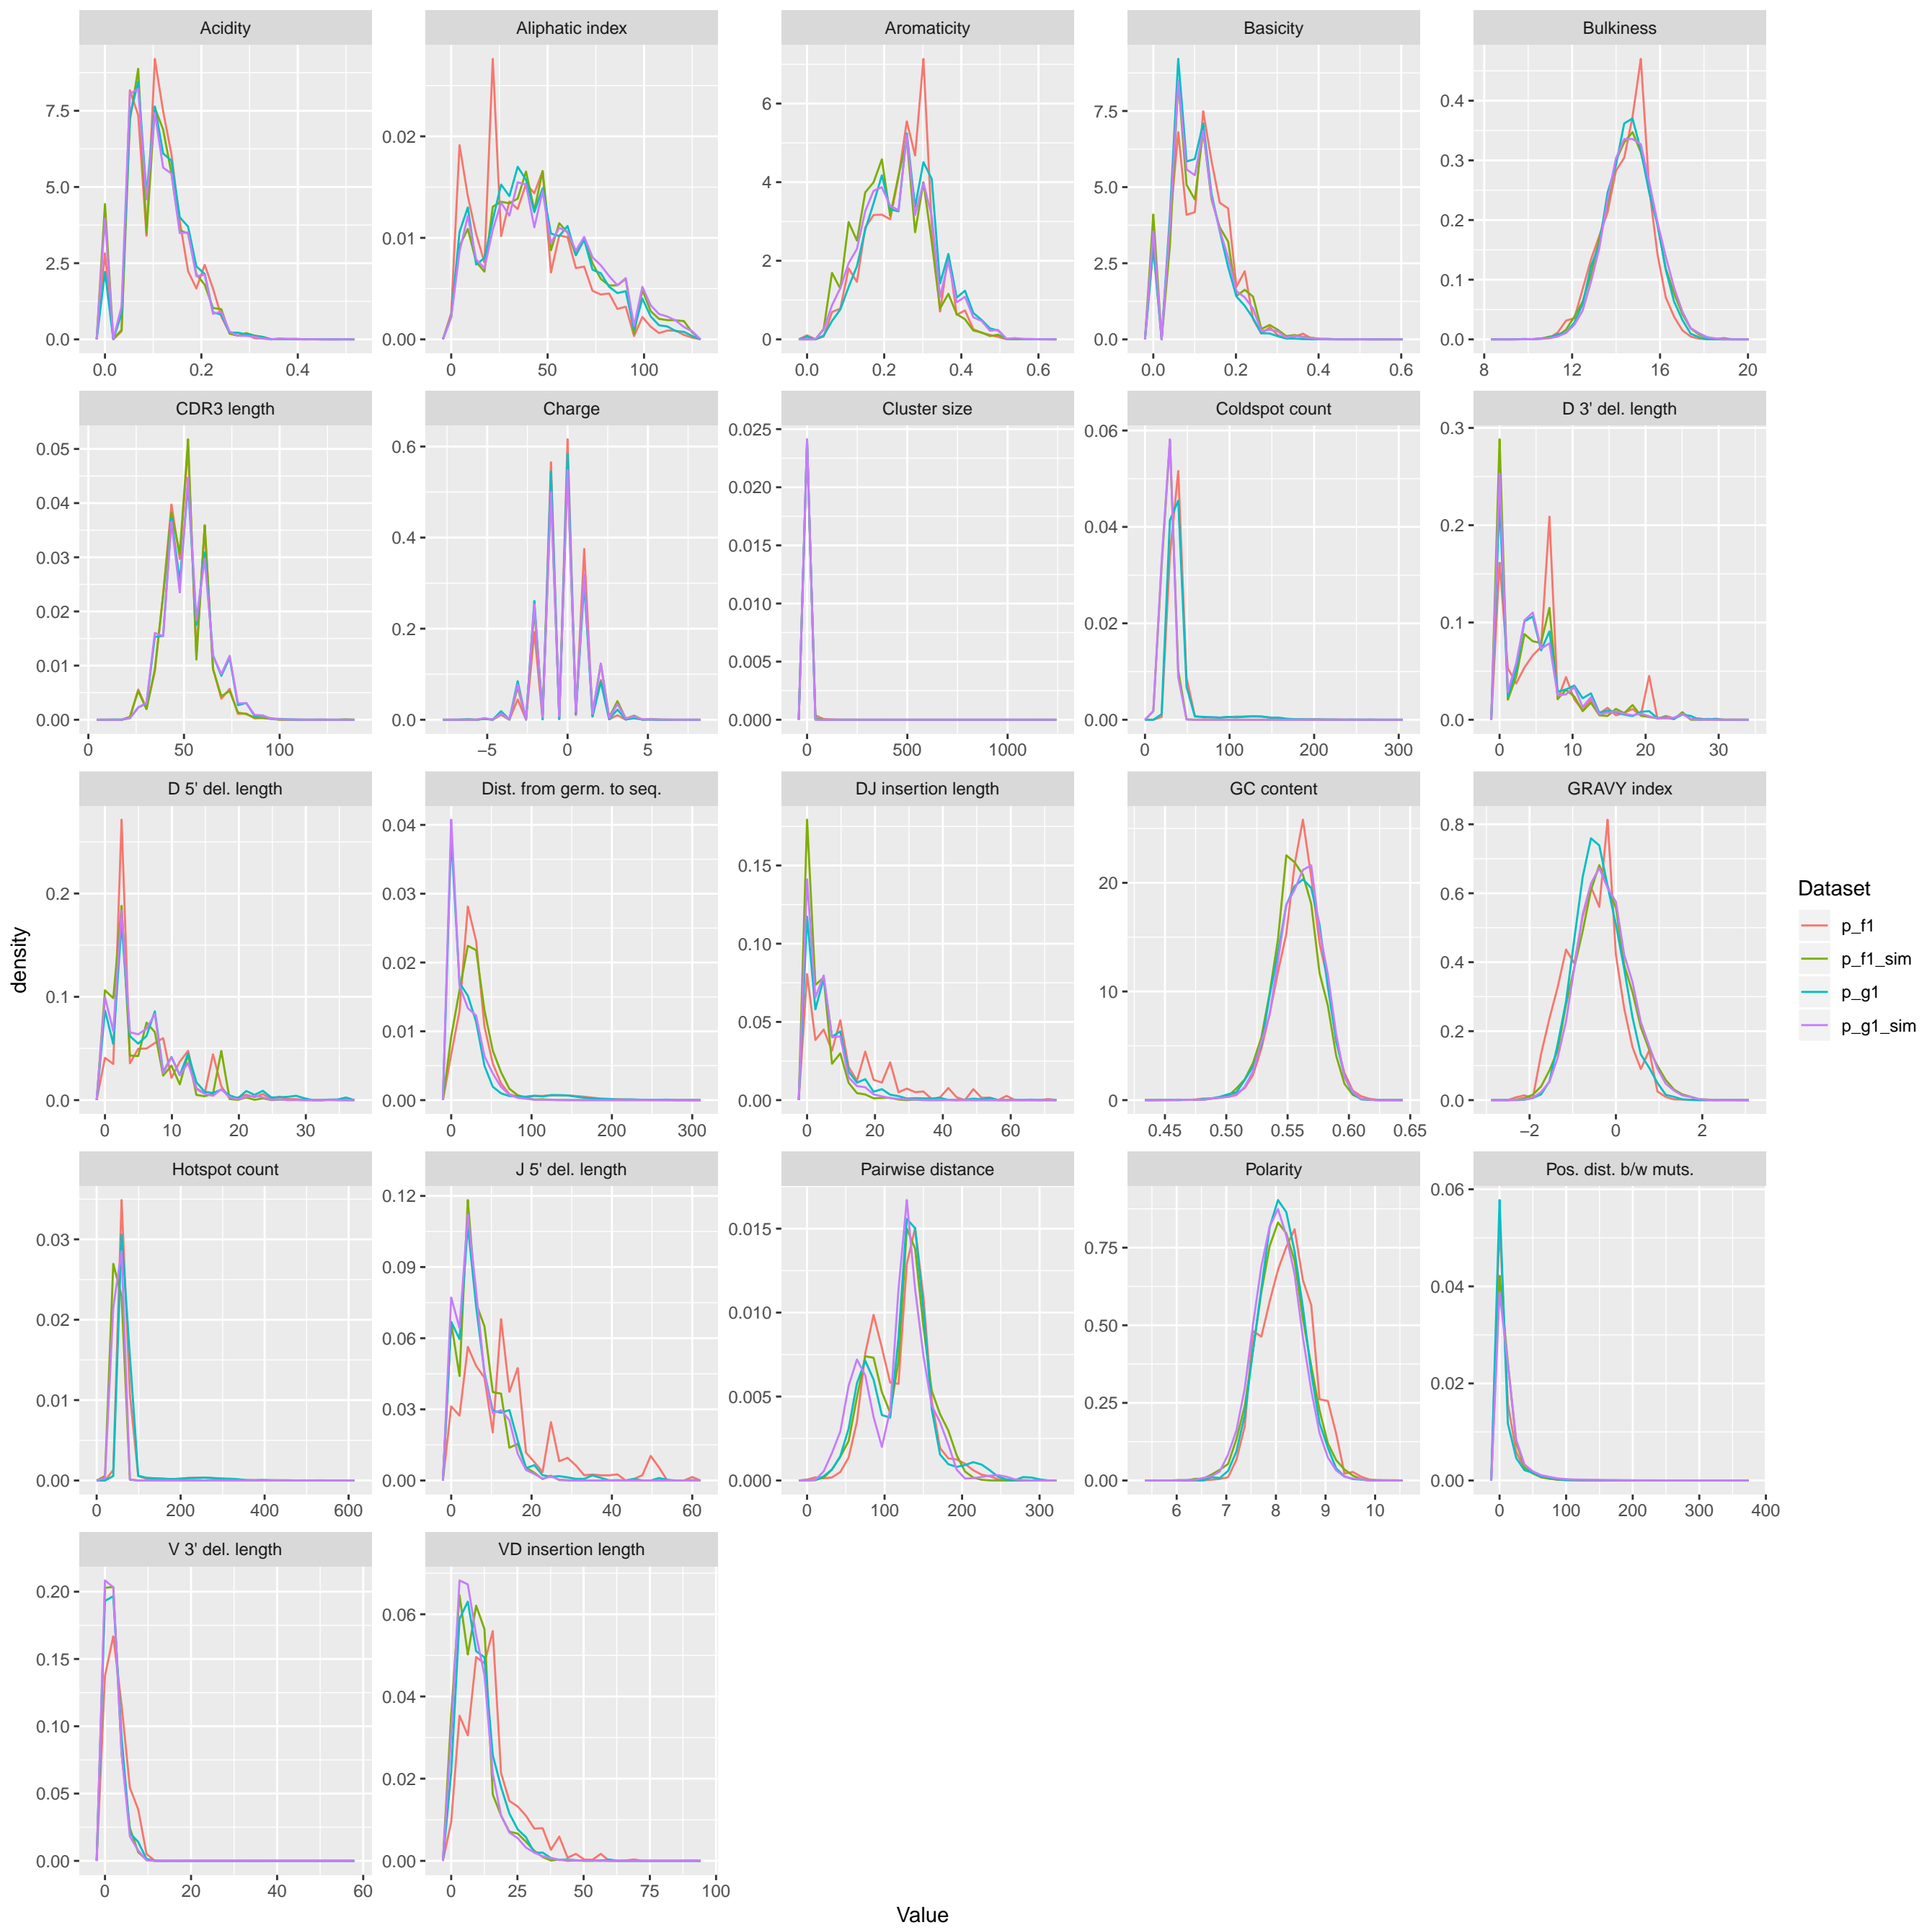 Acidity Aliphatic index Aromaticity Basicity Bulkiness
7.5 0.02 6 7.5 0.4
5.0 0.01 4 5.0 0.3
2.5 0.00 2 2.5 0.2
0.0 0 0.0 0.1
0.0
0.0 0.2 0.4 0 50 100 0.0 0.2 0.4 0.6 0.0 0.2 0.4 0.6 8 12 16 20
CDR3 length Charge Cluster size Coldspot count D 3' del. length
0.05 0.6 0.025 0.06 0.3
0.04 0.4 0.020 0.04 0.2
0.03 0.2 0.015 0.02 0.1
0.02 0.0 0.010 0.00 0.0
0.01 0.005
0.00 0.000
0 50 100 −5 0 5 0 500 1000 0 100 200 300 0 10 20 30
D 5' del. length Dist. from germ. to seq. DJ insertion length GC content GRAVY index
0.2 0.04 0.15 20 0.8
0.1 0.03 0.10 10 0.6
0.0 0.02 0.05 0 0.4
0.01 0.00 0.2
0.00 0.0
0 10 20 30 0 100 200 300 0 20 40 60 0.45 0.50 0.55 0.60 0.65 −2 0 2
Hotspot count J 5' del. length Pairwise distance Polarity Pos. dist. b/w muts.
0.03 0.12 0.015 0.75 0.06
0.02 0.09 0.010 0.50 0.04
0.01 0.06 0.005 0.25 0.02
0.00 0.03 0.000 0.00 0.00
0.00
0 200 400 600 0 20 40 60 0 100 200 300 6 7 8 9 10 0 100 200 300 400
V 3' del. length VD insertion length
0.20 0.06
0.15 0.04
0.10 0.02
0.05 0.00
0.00
0 20 40 60 0 25 50 75 100
density
Value
Dataset
p_f1
p_f1_sim
p_g1
p_g1_sim